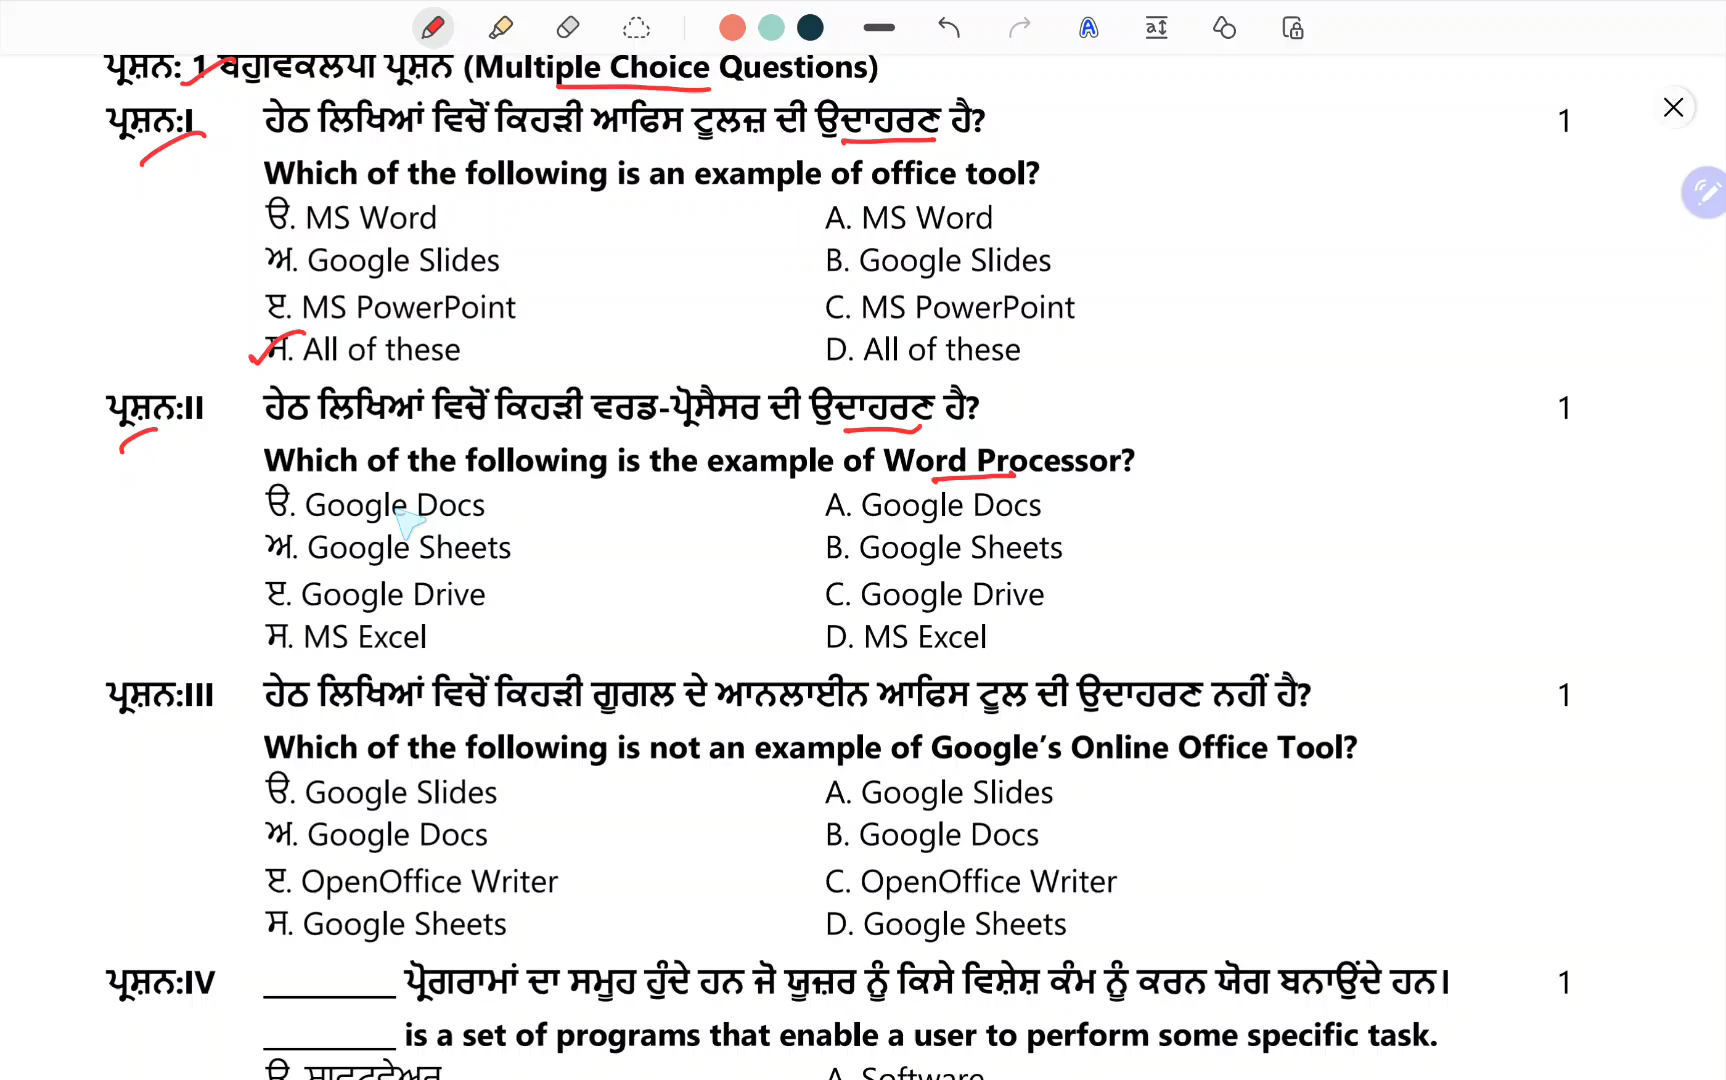 ਪ੍ਰਸ਼ਨ: 1 ਬਹੁਵਿਕਲਪੀ ਪ੍ਰਸ਼ਨ (Multiple Choice Questions)
ਪ੍ਰਸ਼ਨ:I ਹੇਠ ਲਿਖਿਆਂ ਵਿਚੋਂ ਕਿਹੜੀ ਆਫਿਸ ਟੂਲਜ਼ ਦੀ ਉਦਾਹਰਣ ਹੈ? 1
Which of the following is an example of office tool?
ੳ. MS Word A. MS Word
ਅ. Google Slides B. Google Slides
ੲ. MS PowerPoint C. MS PowerPoint
ਸ. All of these D. All of these
ਪ੍ਰਸ਼ਨ:II ਹੇਠ ਲਿਖਿਆਂ ਵਿਚੋਂ ਕਿਹੜੀ ਵਰਡ-ਪ੍ਰੋਸੈਸਰ ਦੀ ਉਦਾਹਰਣ ਹੈ? 1
Which of the following is the example of Word Processor?
ੳ. Google Docs A. Google Docs
ਅ. Google Sheets B. Google Sheets
ੲ. Google Drive C. Google Drive
ਸ. MS Excel D. MS Excel
ਪ੍ਰਸ਼ਨ:III ਹੇਠ ਲਿਖਿਆਂ ਵਿਚੋਂ ਕਿਹੜੀ ਗੂਗਲ ਦੇ ਆਨਲਾਈਨ ਆਫਿਸ ਟੂਲ ਦੀ ਉਦਾਹਰਣ ਨਹੀਂ ਹੈ? 1
Which of the following is not an example of Google’s Online Office Tool?
ੳ. Google Slides A. Google Slides
ਅ. Google Docs B. Google Docs
ੲ. OpenOffice Writer C. OpenOffice Writer
ਸ. Google Sheets D. Google Sheets
ਪ੍ਰਸ਼ਨ:IV ________ ਪ੍ਰੋਗਰਾਮਾਂ ਦਾ ਸਮੂਹ ਹੁੰਦੇ ਹਨ ਜੋ ਯੂਜ਼ਰ ਨੂੰ ਕਿਸੇ ਵਿਸ਼ੇਸ਼ ਕੰਮ ਨੂੰ ਕਰਨ ਯੋਗ ਬਨਾਉਂਦੇ ਹਨ। 1
________ is a set of programs that enable a user to perform some specific task.
ੳ. ਸਾਫਟਵੇਅਰ A. Software